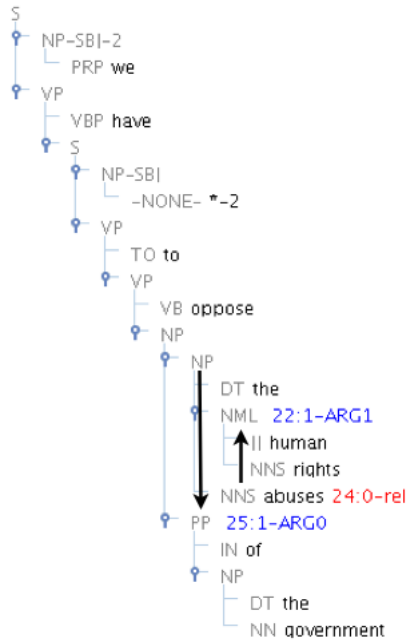 S
NP-SBJ-2
PRP we
VP
VBP have
S
NP-SBJ
-NONE- *-2
VP
TO to
VP
VB oppose
NP
NP
DT the
NML 22:1-ARG1
JJ human
NNS rights
NNS abuses 24:0-rel
PP 25:1-ARG0
IN of
NP
DT the
NN government